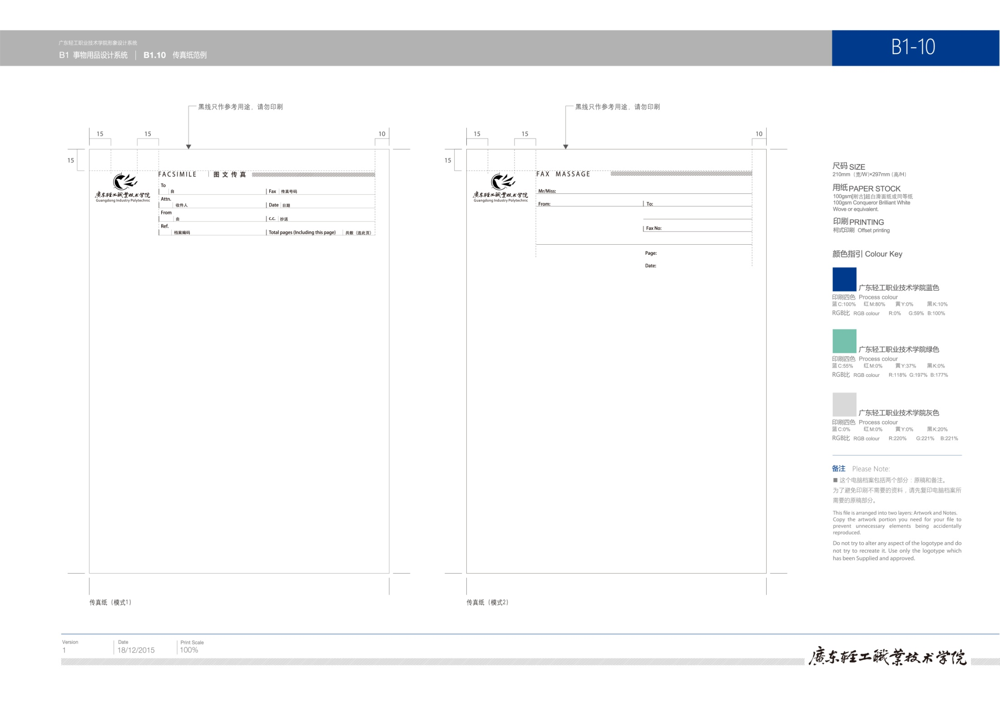 广东轻工职业技术学院形象设计系统
B1 事物用品设计系统 B1.10 传真纸范例
B1-10
黑线只作参考用途，请勿印刷
15 15 10
15
FACSIMILE 图文传真
廣东轻工職業技术学院
Guangdong Industry Polytechnic
To
自 Fax 传真号码
Attn.
收件人 Date 日期
From
由 c.c. 抄送
Ref.
档案编码 Total pages (Including this page) 共数（连此页）
传真纸（模式1）
黑线只作参考用途，请勿印刷
15 15 10
15
FAX MASSAGE
廣东轻工職業技术学院
Guangdong Industry Polytechnic
Mr/Miss:
From: To:
Fax No:
Page:
Date:
传真纸（模式2）
尺码 SIZE
210mm（宽/W)×297mm (高/H）
用纸 PAPER STOCK
100gsm[刚古]超白滑面纸或同等纸
100gsm Conqueror Brilliant White
Wove or equivalent.
印刷 PRINTING
柯式印刷 Offset printing
颜色指引 Colour Key
广东轻工职业技术学院蓝色
印刷四色 Process colour
蓝C:100% 红M:80% 黄Y:0% 黑K:10%
RGB比 RGB colour R:0% G:59% B:100%
广东轻工职业技术学院绿色
印刷四色 Process colour
蓝C:55% 红M:0% 黄Y:37% 黑K:0%
RGB比 RGB colour R:118% G:197% B:177%
广东轻工职业技术学院灰色
印刷四色 Process colour
蓝C:0% 红M:0% 黄Y:0% 黑K:20%
RGB比 RGB colour R:220% G:221% B:221%
备注 Please Note:
■ 这个电脑档案包括两个部分：原稿和备注。
为了避免印刷不需要的资料，请先复印电脑档案所
需要的原稿部分。
This file is arranged into two layers: Artwork and Notes.
Copy the artwork portion you need for your file to
prevent unnecessary elements being accidentally
reproduced.
Do not try to alter any aspect of the logotype and do
not try to recreate it. Use only the logotype which
has been Supplied and approved.
Version Date Print Scale
1 18/12/2015 100%
廣东轻工職業技术学院